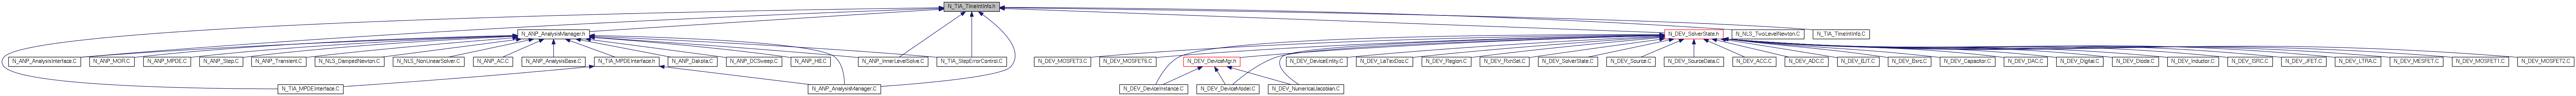 N_TIA_TimeIntInfo.h
N_ANP_AnalysisManager.h
N_DEV_SolverState.h
N_NLS_TwoLevelNewton.C
N_TIA_TimeIntInfo.C
N_ANP_AnalysisInterface.C
N_ANP_MOR.C
N_ANP_MPDE.C
N_ANP_Step.C
N_ANP_Transient.C
N_NLS_DampedNewton.C
N_NLS_NonLinearSolver.C
N_ANP_AC.C
N_ANP_AnalysisBase.C
N_TIA_MPDEInterface.h
N_ANP_Dakota.C
N_ANP_DCSweep.C
N_ANP_HB.C
N_ANP_InnerLevelSolve.C
N_TIA_StepErrorControl.C
N_DEV_MOSFET3.C
N_DEV_MOSFET6.C
N_DEV_DeviceMgr.h
N_DEV_DeviceEntity.C
N_DEV_LaTexDoc.C
N_DEV_Region.C
N_DEV_RxnSet.C
N_DEV_SolverState.C
N_DEV_Source.C
N_DEV_SourceData.C
N_DEV_ACC.C
N_DEV_ADC.C
N_DEV_BJT.C
N_DEV_Bsrc.C
N_DEV_Capacitor.C
N_DEV_DAC.C
N_DEV_Digital.C
N_DEV_Diode.C
N_DEV_Inductor.C
N_DEV_ISRC.C
N_DEV_JFET.C
N_DEV_LTRA.C
N_DEV_MESFET.C
N_DEV_MOSFET1.C
N_DEV_MOSFET2.C
N_TIA_MPDEInterface.C
N_ANP_AnalysisManager.C
N_DEV_DeviceInstance.C
N_DEV_DeviceModel.C
N_DEV_NumericalJacobian.C